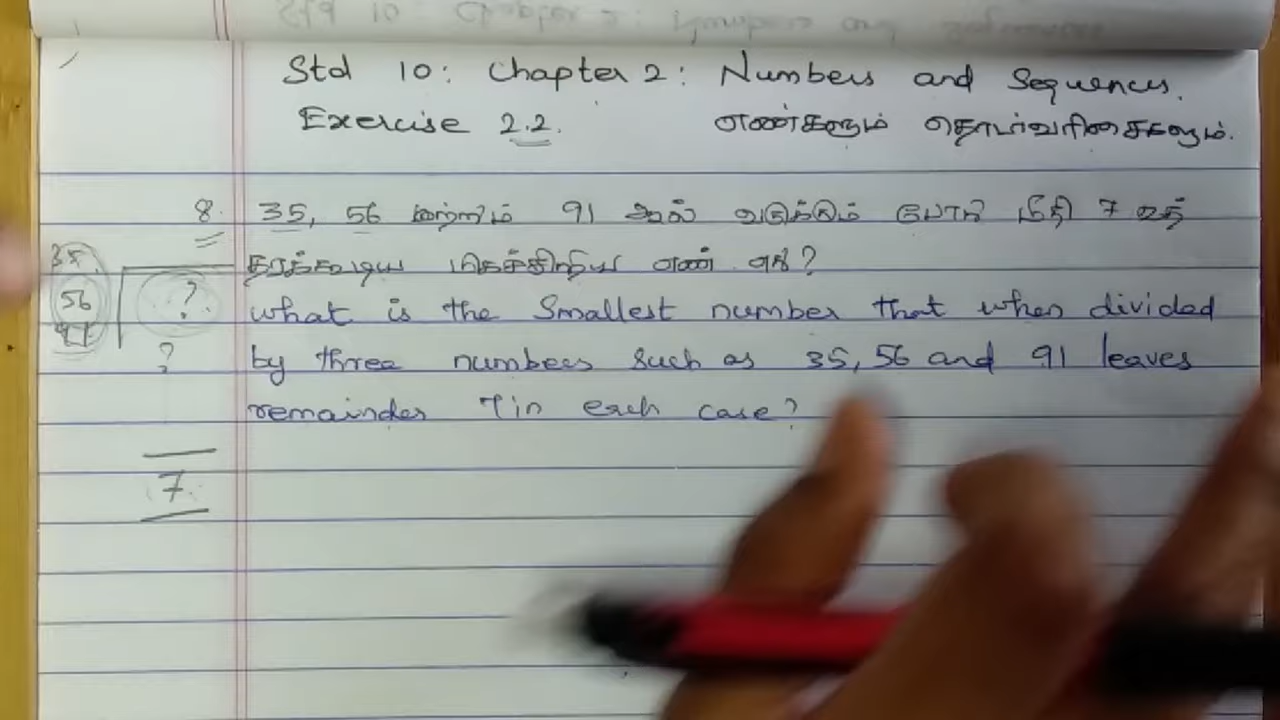 Std 10: Chapter 2: Numbers and Sequences.
Exercise 2.2. எண்களும் தொடர்வரிசைகளும்.
8. 35, 56 மற்றும் 91 ஆல் வகுக்கும் போது மீதி 7 ஐத்
தரக்கூடிய மிகச்சிறிய எண் எது?
What is the Smallest number that when divided
by three numbers such as 35, 56 and 91 leaves
remainder 7 in each case?
35
56
91
?
?
7